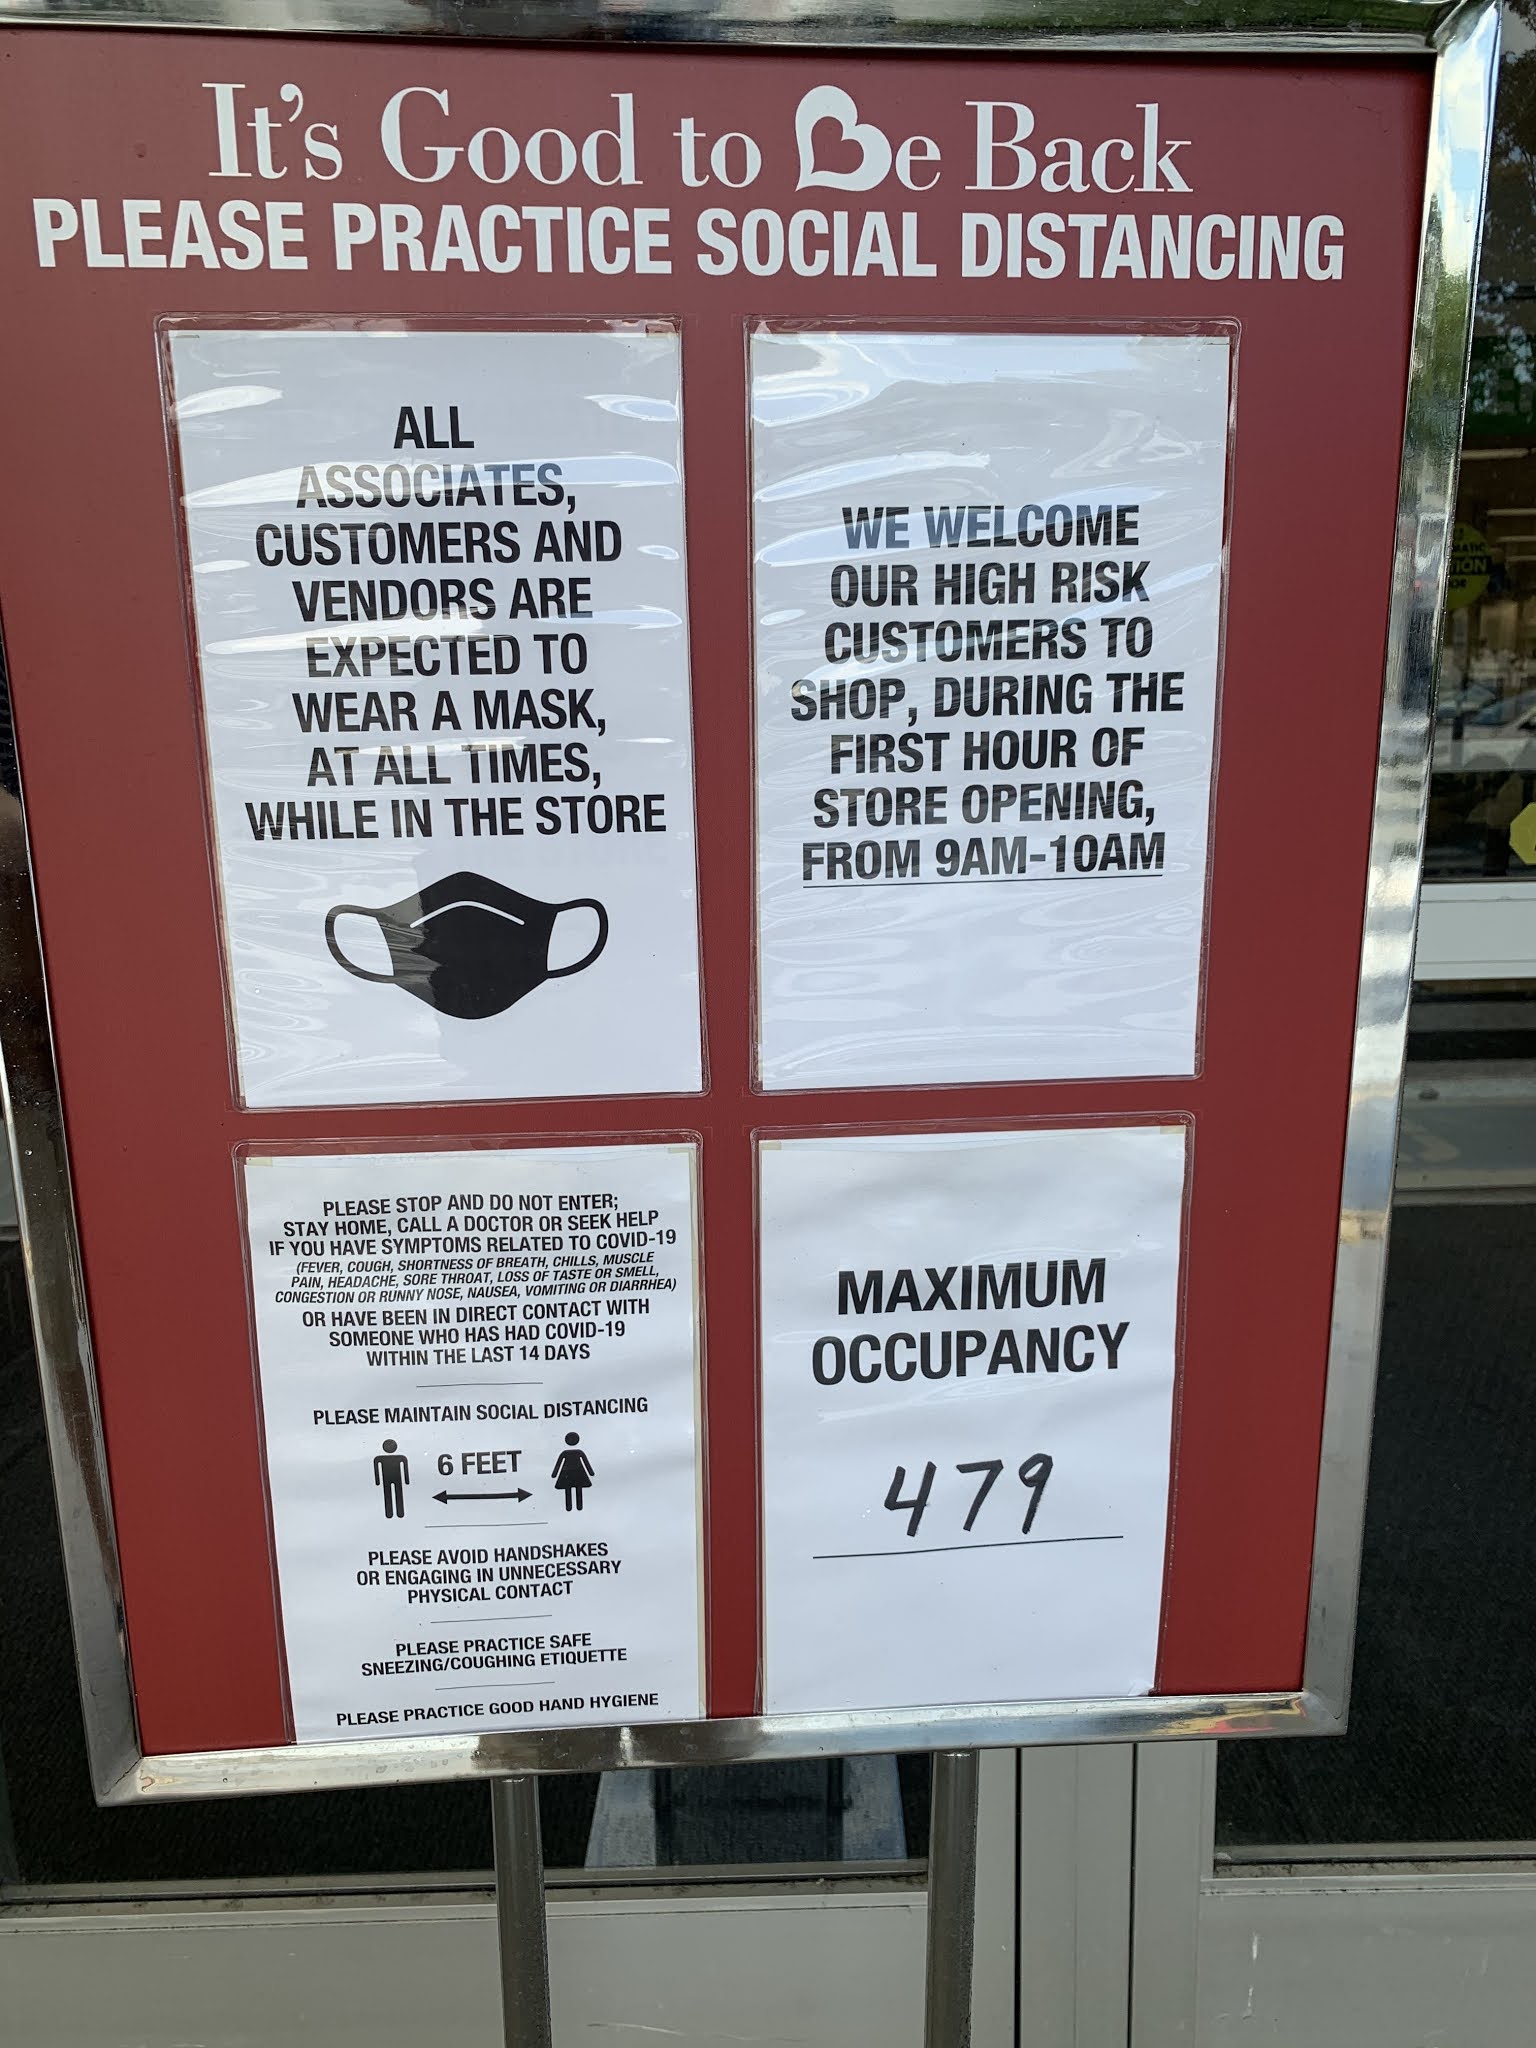 It's Good to Be Back
PLEASE PRACTICE SOCIAL DISTANCING
ALL
ASSOCIATES,
CUSTOMERS AND
VENDORS ARE
EXPECTED TO
WEAR A MASK,
AT ALL TIMES,
WHILE IN THE STORE
WE WELCOME
OUR HIGH RISK
CUSTOMERS TO
SHOP, DURING THE
FIRST HOUR OF
STORE OPENING,
FROM 9AM-10AM
PLEASE STOP AND DO NOT ENTER;
STAY HOME, CALL A DOCTOR OR SEEK HELP
IF YOU HAVE SYMPTOMS RELATED TO COVID-19
(FEVER, COUGH, SHORTNESS OF BREATH, CHILLS, MUSCLE
PAIN, HEADACHE, SORE THROAT, LOSS OF TASTE OR SMELL,
CONGESTION OR RUNNY NOSE, NAUSEA, VOMITING OR DIARRHEA)
OR HAVE BEEN IN DIRECT CONTACT WITH
SOMEONE WHO HAS HAD COVID-19
WITHIN THE LAST 14 DAYS
PLEASE MAINTAIN SOCIAL DISTANCING
6 FEET
PLEASE AVOID HANDSHAKES
OR ENGAGING IN UNNECESSARY
PHYSICAL CONTACT
PLEASE PRACTICE SAFE
SNEEZING/COUGHING ETIQUETTE
PLEASE PRACTICE GOOD HAND HYGIENE
MAXIMUM
OCCUPANCY
479